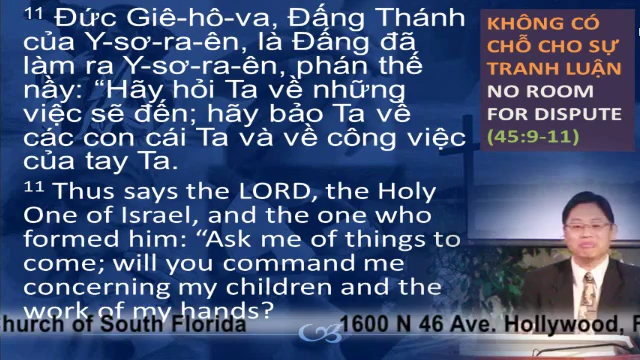 11 Đức Giê-hô-va, Đấng Thánh
của Y-sơ-ra-ên, là Đấng đã
làm ra Y-sơ-ra-ên, phán thế
nầy: “Hãy hỏi Ta về những
việc sẽ đến; hãy bảo Ta về
các con cái Ta và về công việc
của tay Ta.
11 Thus says the LORD, the Holy
One of Israel, and the one who
formed him: “Ask me of things to
come; will you command me
concerning my children and the
work of my hands?
KHÔNG CÓ
CHỖ CHO SỰ
TRANH LUẬN
NO ROOM
FOR DISPUTE
(45:9-11)
Church of South Florida
1600 N 46 Ave. Hollywood,